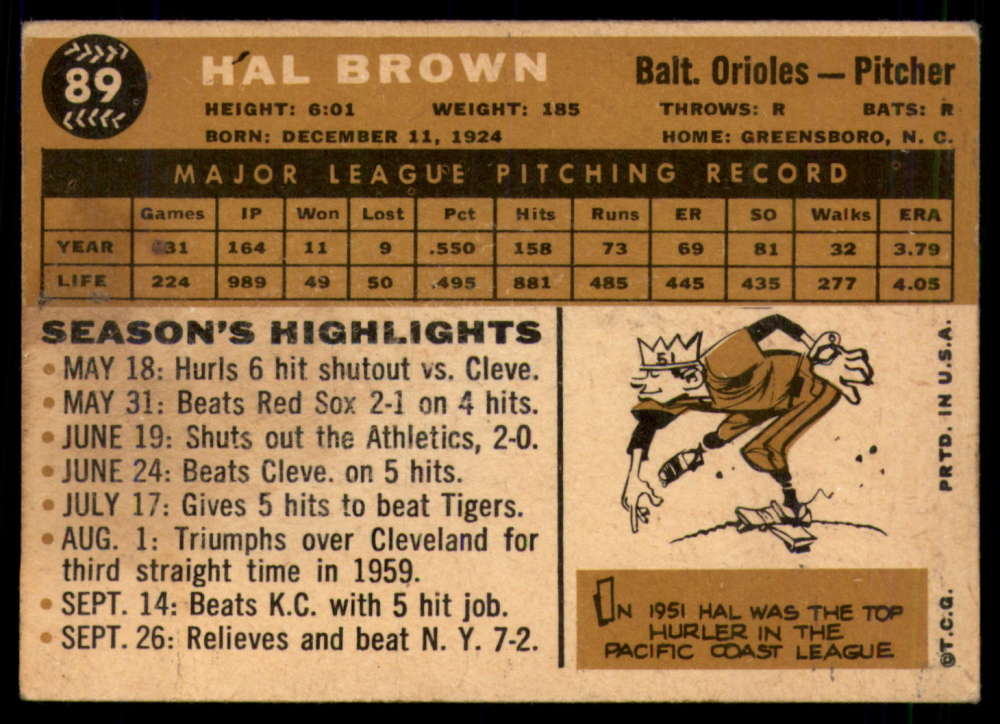 89
HAL BROWN
Balt. Orioles — Pitcher
HEIGHT: 6:01 WEIGHT: 185 THROWS: R BATS: R
BORN: DECEMBER 11, 1924 HOME: GREENSBORO, N. C.
MAJOR LEAGUE PITCHING RECORD
Games IP Won Lost Pct Hits Runs ER SO Walks ERA
YEAR 31 164 11 9 .550 158 73 69 81 32 3.79
LIFE 224 989 49 50 .495 881 485 445 435 277 4.05
SEASON'S HIGHLIGHTS
• MAY 18: Hurls 6 hit shutout vs. Cleve.
• MAY 31: Beats Red Sox 2-1 on 4 hits.
• JUNE 19: Shuts out the Athletics, 2-0.
• JUNE 24: Beats Cleve. on 5 hits.
• JULY 17: Gives 5 hits to beat Tigers.
• AUG. 1: Triumphs over Cleveland for
third straight time in 1959.
• SEPT. 14: Beats K.C. with 5 hit job.
• SEPT. 26: Relieves and beat N. Y. 7-2.
51
IN 1951 HAL WAS THE TOP
HURLER IN THE
PACIFIC COAST LEAGUE
PRTD. IN U.S.A.
©T.C.G.